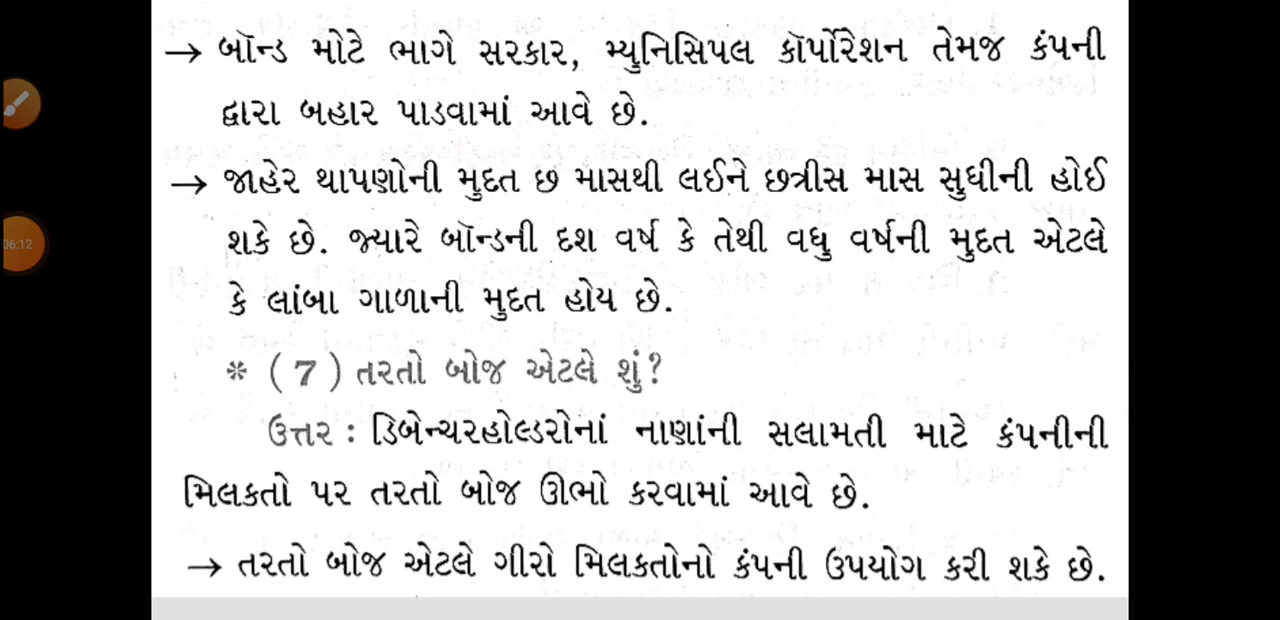 → બૉન્ડ મોટે ભાગે સરકાર, મ્યુનિસિપલ કૉર્પોરેશન તેમજ કંપની
દ્વારા બહાર પાડવામાં આવે છે.
→ જાહેર થાપણોની મુદત છ માસથી લઈને છત્રીસ માસ સુધીની હોઈ
શકે છે. જ્યારે બૉન્ડની દશ વર્ષ કે તેથી વધુ વર્ષની મુદત એટલે
કે લાંબા ગાળાની મુદત હોય છે.
* (7) તરતો બોજ એટલે શું?
ઉત્તર : ડિબેન્ચરહોલ્ડરોનાં નાણાંની સલામતી માટે કંપનીની
મિલકતો પર તરતો બોજ ઊભો કરવામાં આવે છે.
→ તરતો બોજ એટલે ગીરો મિલકતોનો કંપની ઉપયોગ કરી શકે છે.
06:12